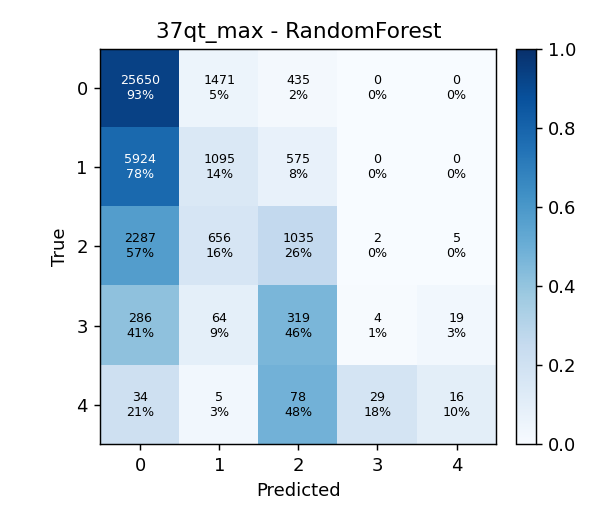 37qt_max - RandomForest
0 25650 1471 435 0 0
93% 5% 2% 0% 0%
1 5924 1095 575 0 0
78% 14% 8% 0% 0%
2 2287 656 1035 2 5
57% 16% 26% 0% 0%
3 286 64 319 4 19
41% 9% 46% 1% 3%
4 34 5 78 29 16
21% 3% 48% 18% 10%
0 1 2 3 4
Predicted
True
1.0
0.8
0.6
0.4
0.2
0.0